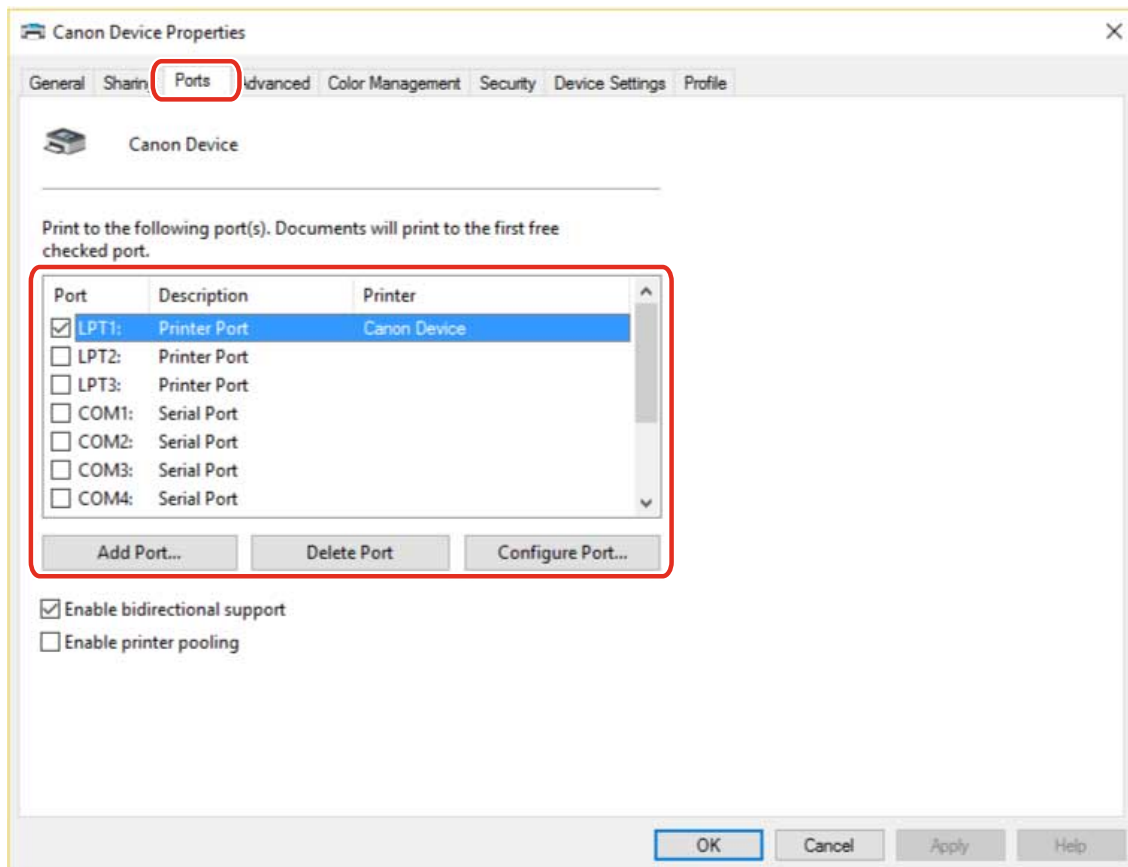 Canon Device Properties
General Sharin Ports dvanced Color Management Security Device Settings Profile
Canon Device
Print to the following port(s). Documents will print to the first free
checked port.
Port Description Printer
LPT1: Printer Port Canon Device
LPT2: Printer Port
LPT3: Printer Port
COM1: Serial Port
COM2: Serial Port
COM3: Serial Port
COM4: Serial Port
Add Port... Delete Port Configure Port...
Enable bidirectional support
Enable printer pooling
OK Cancel Apply Help